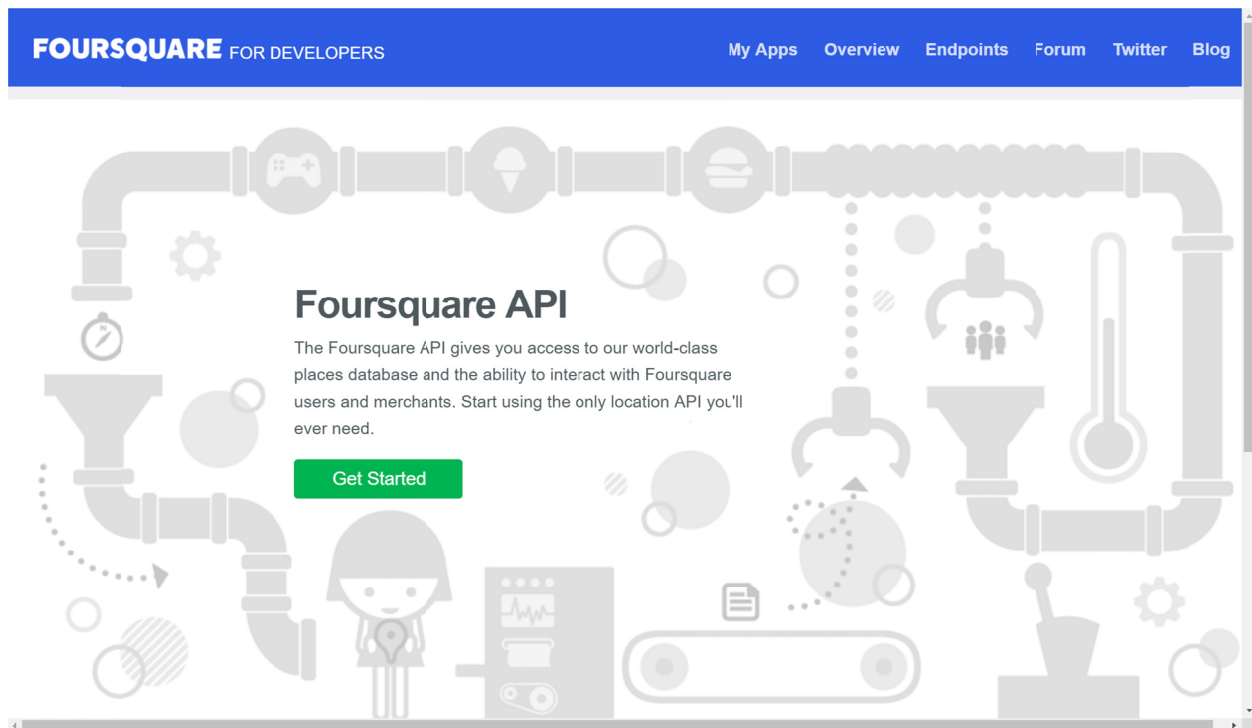 FOURSQUARE FOR DEVELOPERS
My Apps Overview Endpoints Forum Twitter Blog
Foursquare API
The Foursquare API gives you access to our world-class
places database and the ability to interact with Foursquare
users and merchants. Start using the only location API you'll
ever need.
Get Started
N